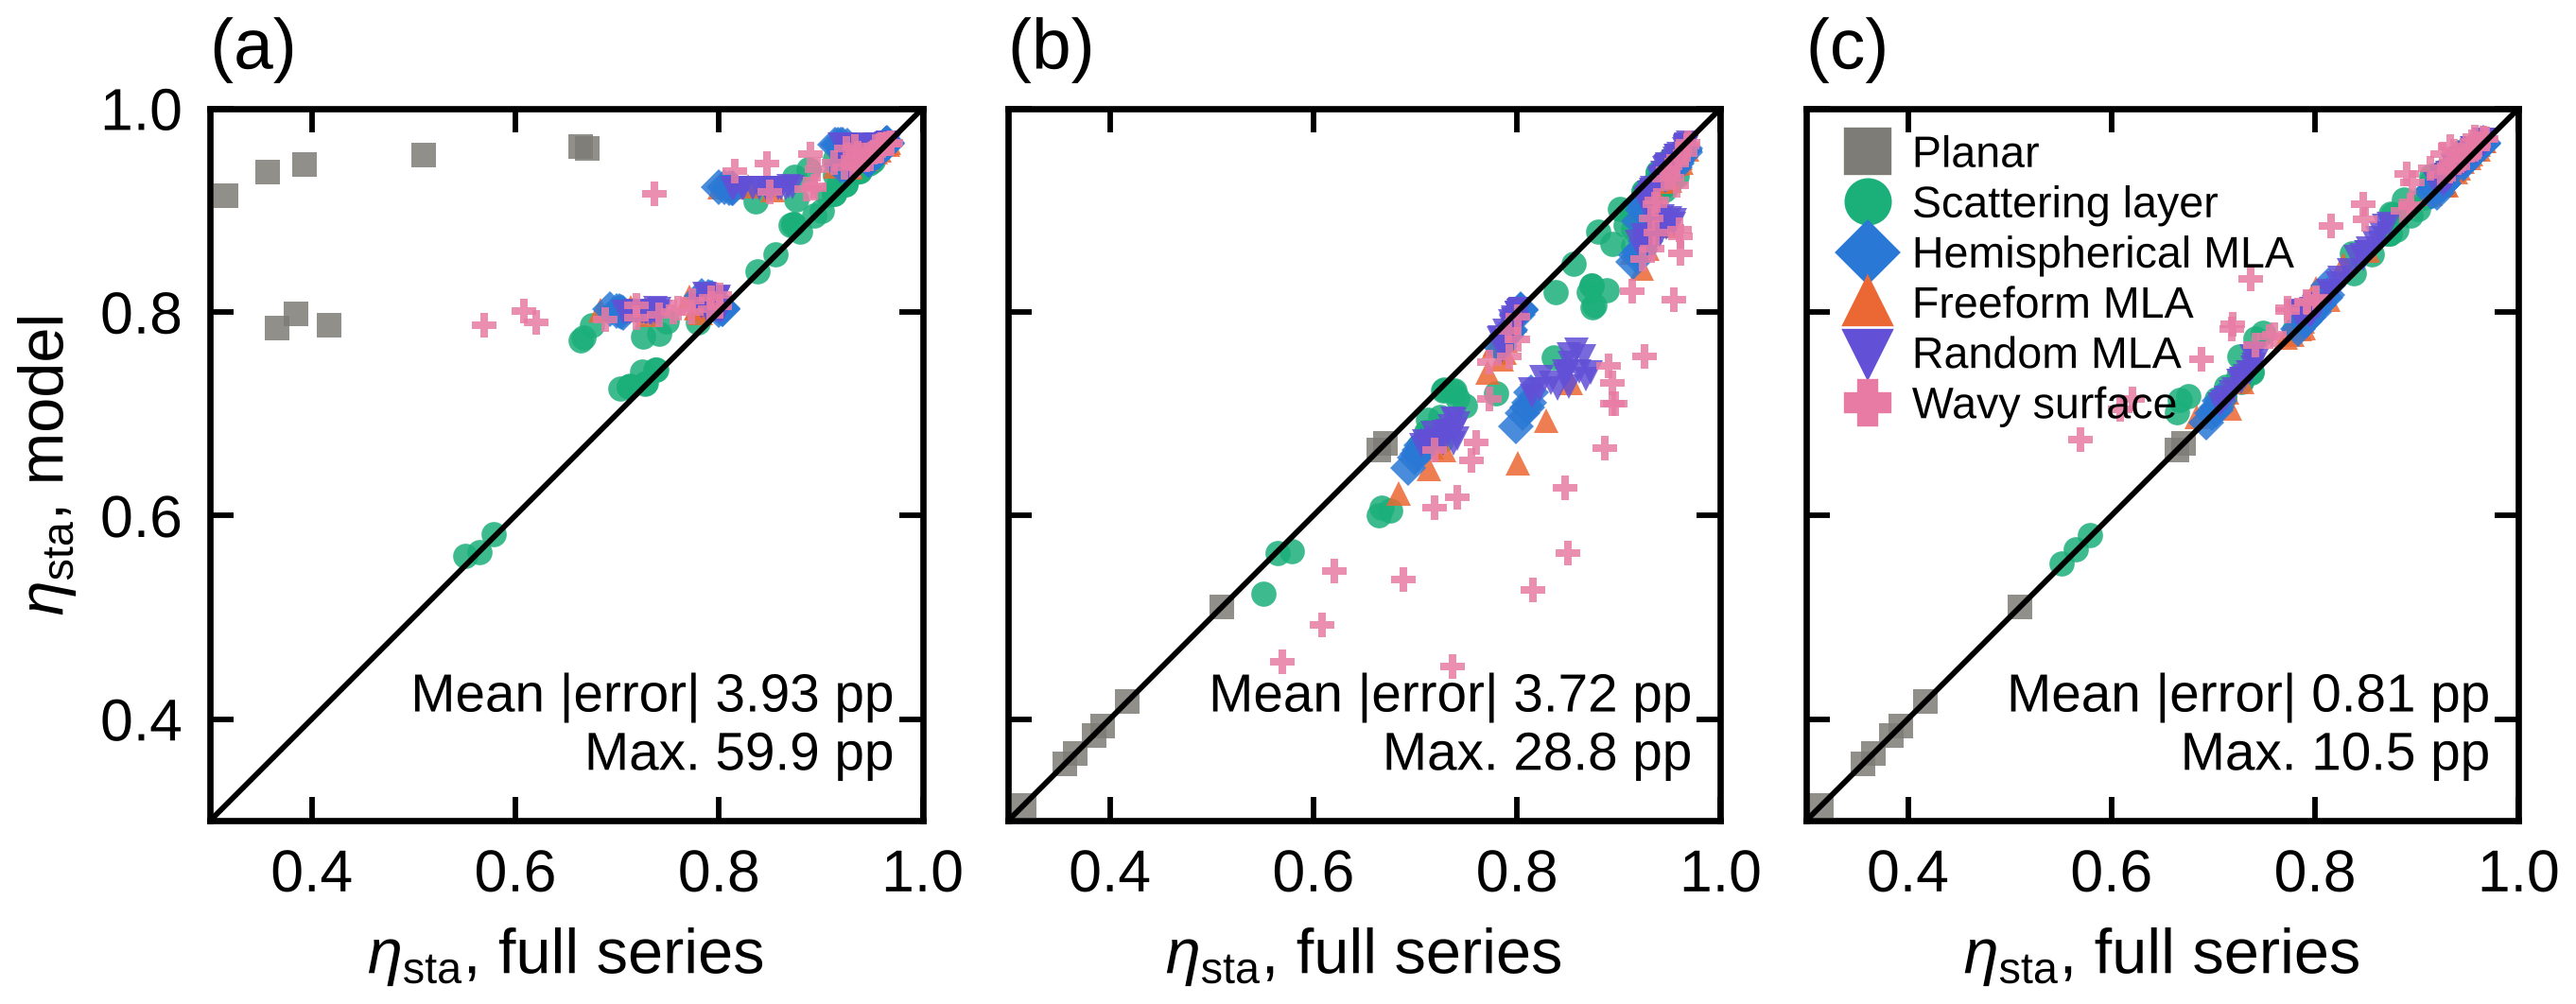 (a)
(b)
(c)
1.0
0.8
0.6
0.4
ηsta, model
Mean |error| 3.93 pp
Max. 59.9 pp
0.4
0.6
0.8
1.0
ηsta, full series
Mean |error| 3.72 pp
Max. 28.8 pp
0.4
0.6
0.8
1.0
ηsta, full series
Planar
Scattering layer
Hemispherical MLA
Freeform MLA
Random MLA
Wavy surface
Mean |error| 0.81 pp
Max. 10.5 pp
0.4
0.6
0.8
1.0
ηsta, full series